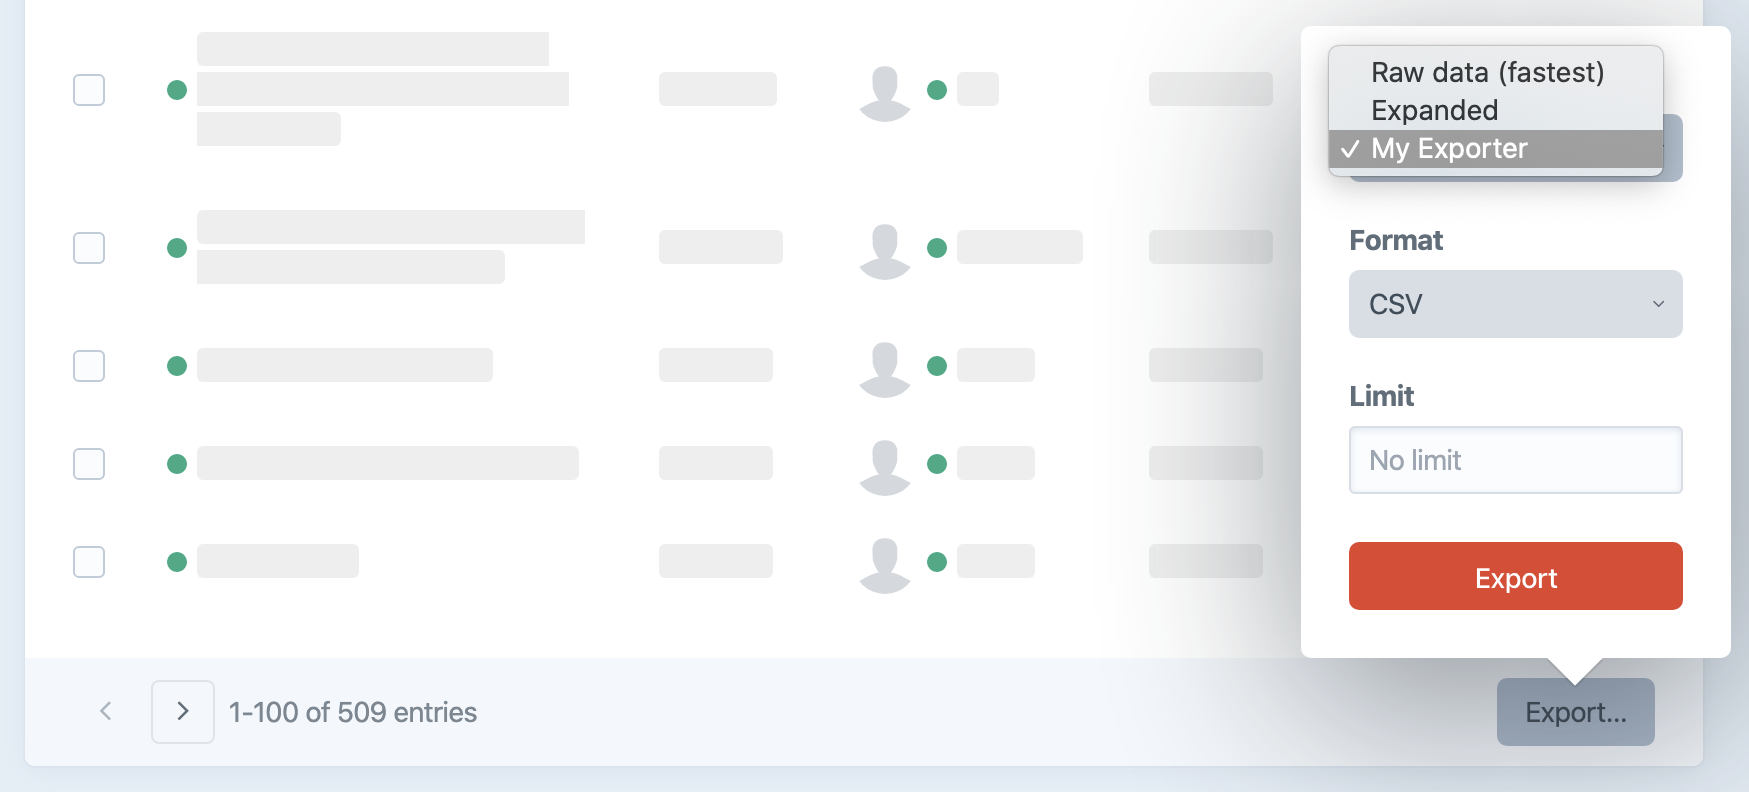 Raw data (fastest)
Expanded
✓ My Exporter
Format
CSV
Limit
No limit
Export
1-100 of 509 entries
Export...